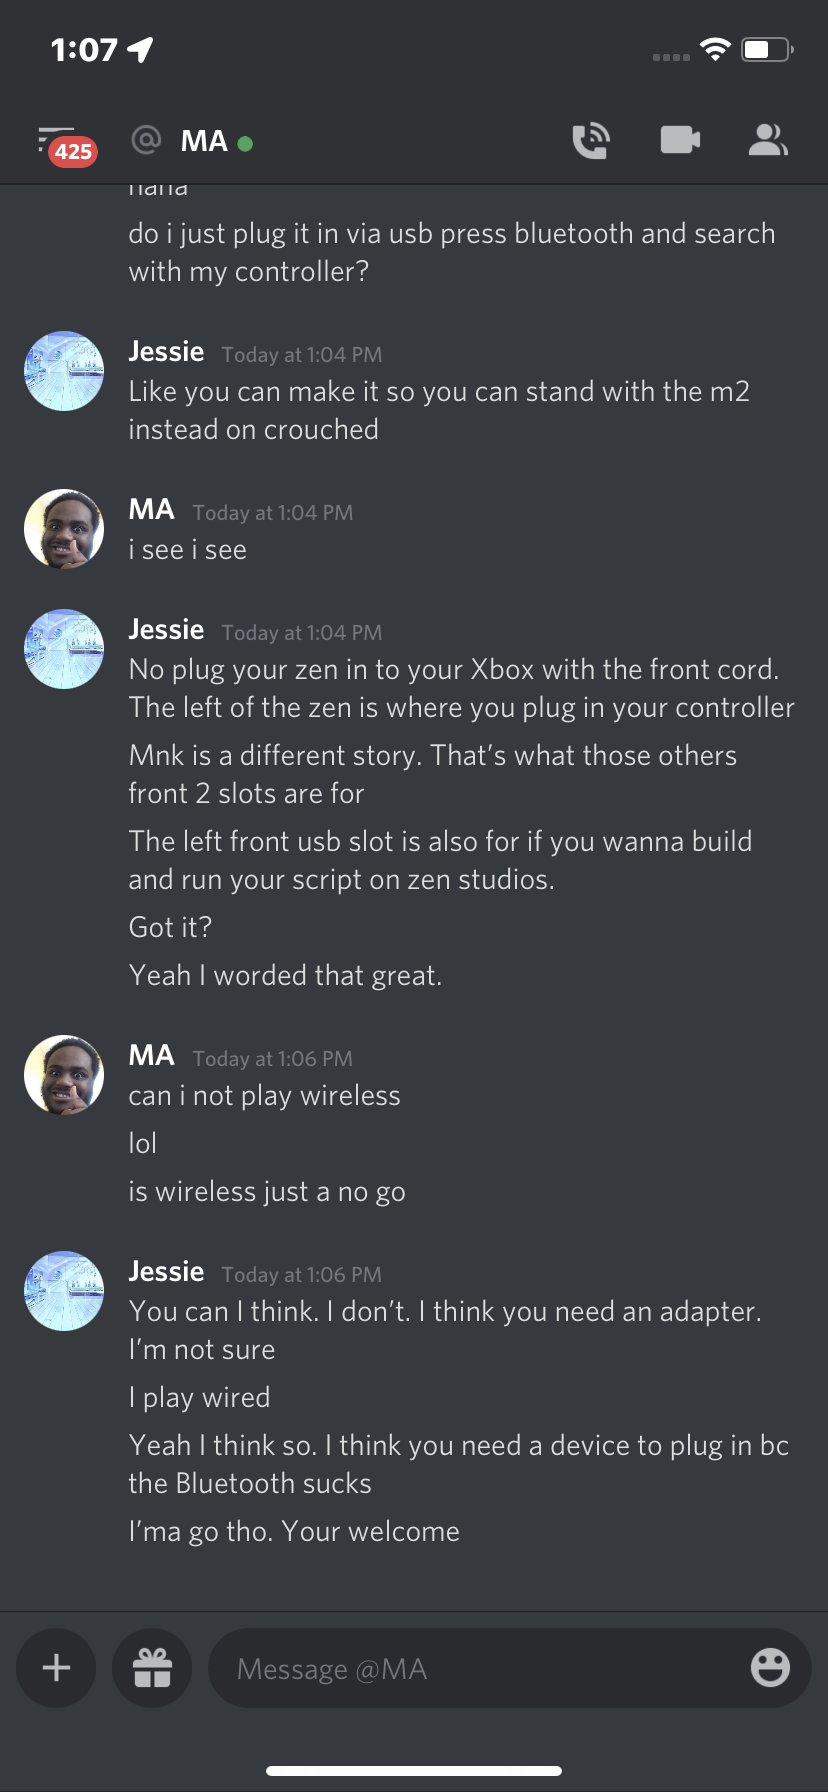 1:07
425
MA
haha
do i just plug it in via usb press bluetooth and search
with my controller?
Jessie Today at 1:04 PM
Like you can make it so you can stand with the m2
instead on crouched
MA Today at 1:04 PM
i see i see
Jessie Today at 1:04 PM
No plug your zen in to your Xbox with the front cord.
The left of the zen is where you plug in your controller
Mnk is a different story. That’s what those others
front 2 slots are for
The left front usb slot is also for if you wanna build
and run your script on zen studios.
Got it?
Yeah I worded that great.
MA Today at 1:06 PM
can i not play wireless
lol
is wireless just a no go
Jessie Today at 1:06 PM
You can I think. I don’t. I think you need an adapter.
I’m not sure
I play wired
Yeah I think so. I think you need a device to plug in bc
the Bluetooth sucks
I’ma go tho. Your welcome
Message @MA